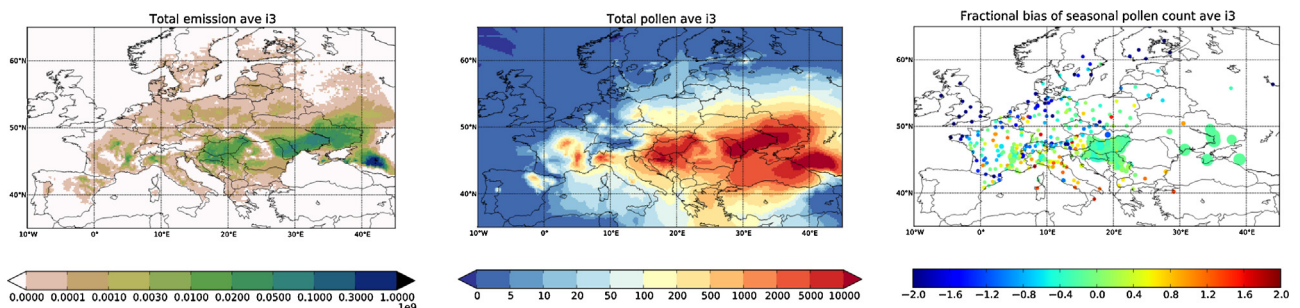 Total emission ave i3
60°N
50°N
40°N
10°W 0° 10°E 20°E 30°E 40°E
0.0000 0.0001 0.0010 0.0030 0.0100 0.0200 0.0500 0.1000 0.3000 1.0000
1e9
Total pollen ave i3
60°N
50°N
40°N
10°W 0° 10°E 20°E 30°E 40°E
0 5 10 20 50 100 200 500 1000 2000 5000 10000
Fractional bias of seasonal pollen count ave i3
60°N
50°N
40°N
10°W 0° 10°E 20°E 30°E 40°E
−2.0 −1.6 −1.2 −0.8 −0.4 0.0 0.4 0.8 1.2 1.6 2.0